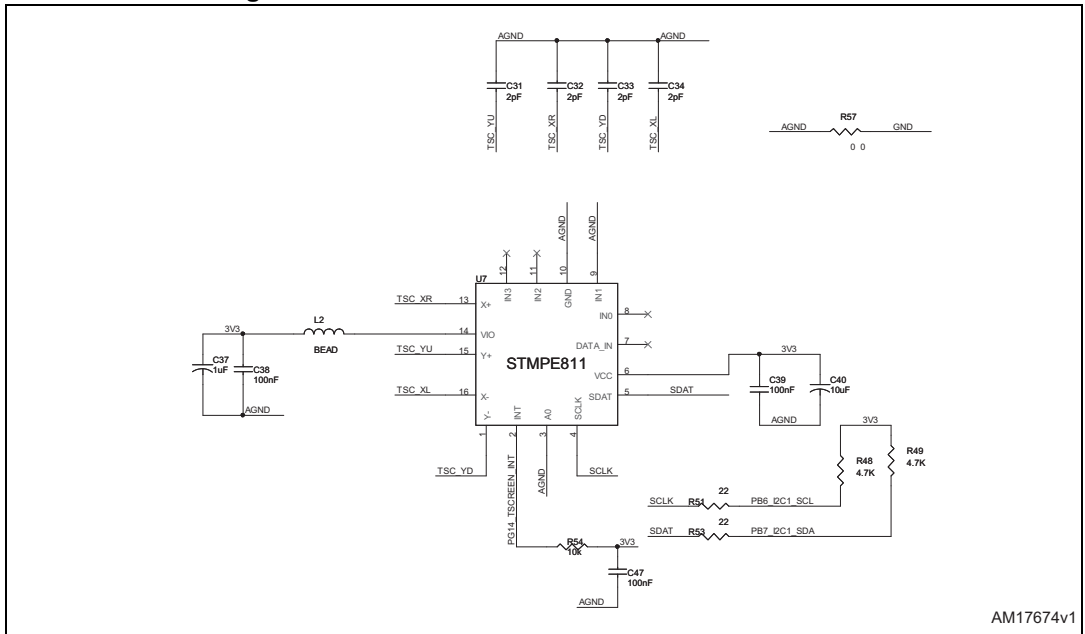 AGND AGND
C31 C32 C33 C34
2pF 2pF 2pF 2pF
TSC_YU TSC_XR TSC_YD TSC_XL
R57
AGND GND
0 0
AGND AGND
U7
12 11 10 9
IN3 IN2 GND IN1
TSC_XR 13 X+
IN0 8
L2
3V3 14 VIO
BEAD
DATA_IN 7
TSC_YU 15 Y+
STMPE811
3V3
VCC 6
C37
1uF
C38
100nF
C39
100nF
C40
10uF
TSC_XL 16 X-
SDAT 5 SDAT
AGND
AGND
Y- INT A0 SCLK
1 2 3 4
3V3
TSC_YD
PG14_TSCREEN_INT
AGND
SCLK
R48
4.7K
R49
4.7K
22
SCLK R51 PB6_I2C1_SCL
22
SDAT R53 PB7_I2C1_SDA
R54
10k
3V3
C47
100nF
AGND
AM17674v1